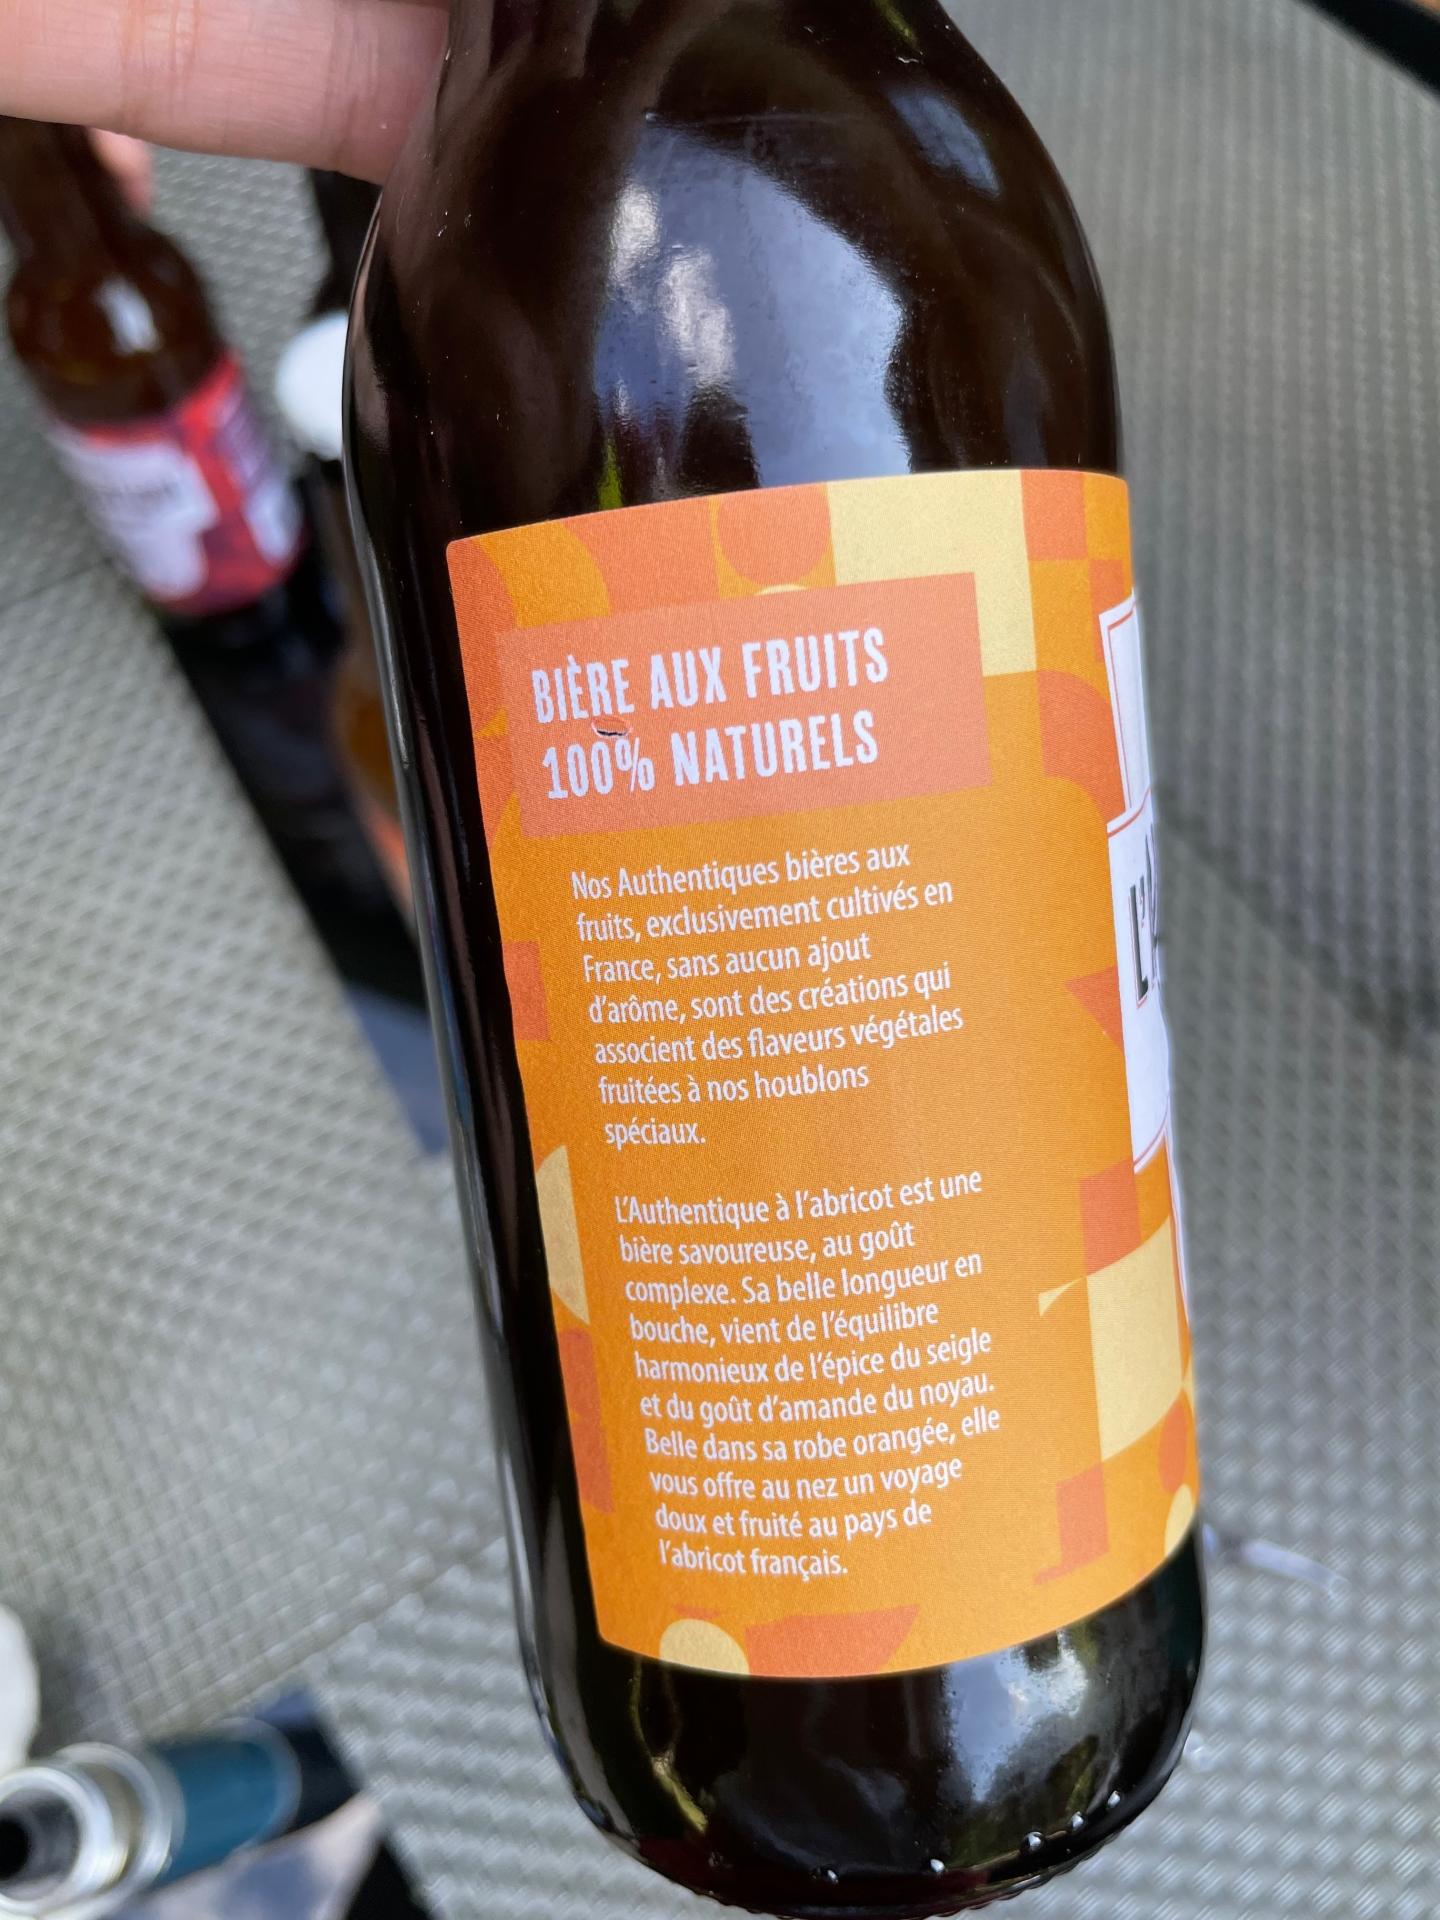 BIÈRE AUX FRUITS
100% NATURELS
Nos Authentiques bières aux
fruits, exclusivement cultivés en
France, sans aucun ajout
d'arôme, sont des créations qui
associent des flaveurs végétales
fruitées à nos houblons
spéciaux.
L'Authentique à l'abricot est une
bière savoureuse, au goût
complexe. Sa belle longueur en
bouche, vient de l'équilibre
harmonieux de l'épice du seigle
et du goût d'amande du noyau.
Belle dans sa robe orangée, elle
vous offre au nez un voyage
doux et fruité au pays de
l'abricot français.